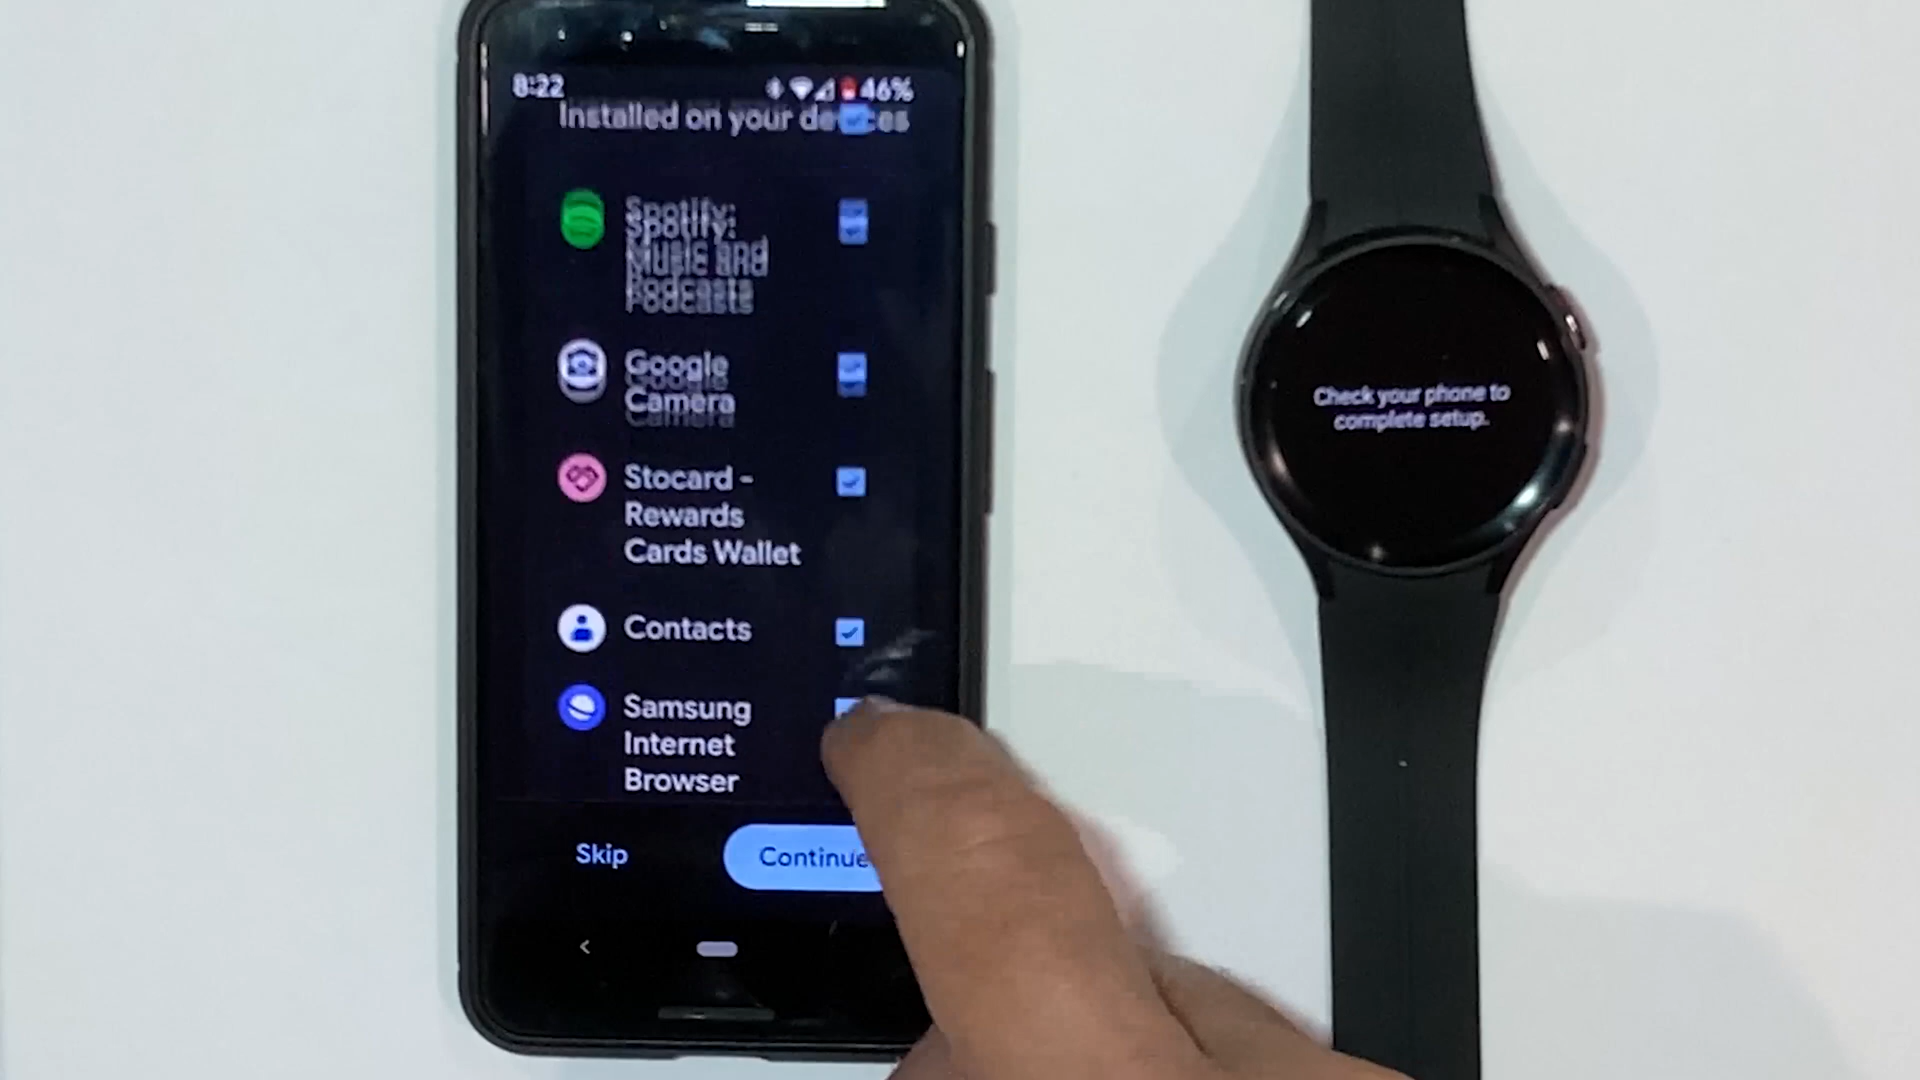 8:22
46%
Installed on your devices
Spotify:
Music and
Podcasts
Google
Camera
Stocard -
Rewards
Cards Wallet
Contacts
Samsung
Internet
Browser
Skip
Continue
Check your phone to
complete setup.